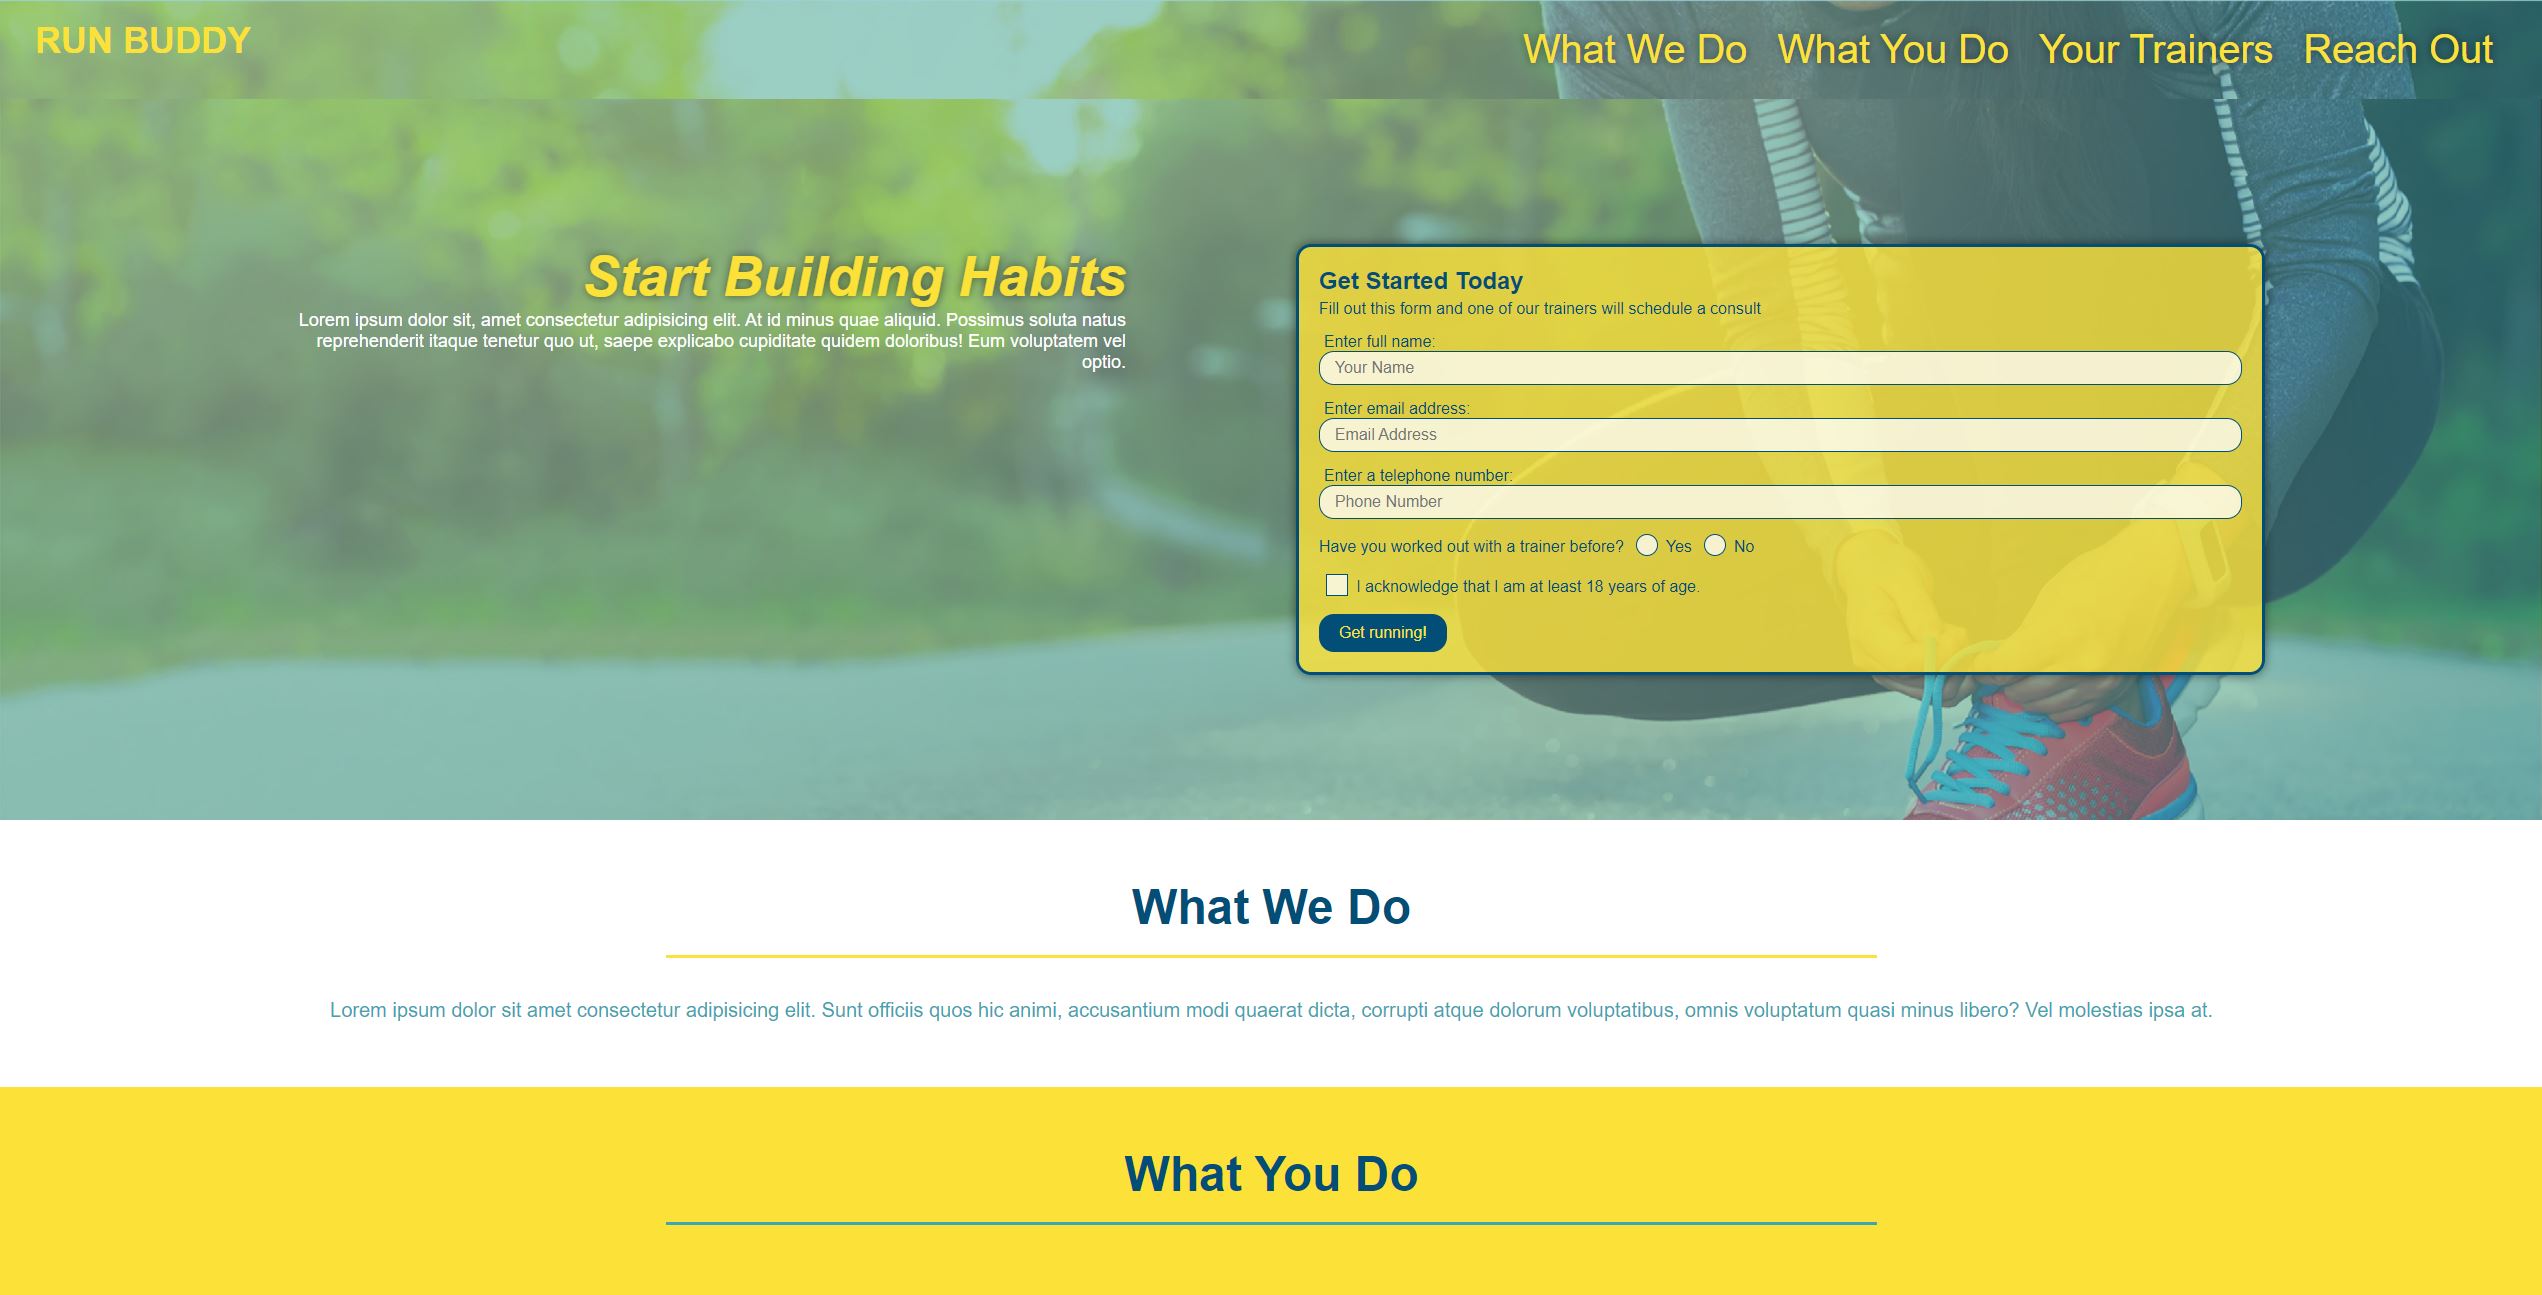 RUN BUDDY
What We Do What You Do Your Trainers Reach Out
Start Building Habits
Lorem ipsum dolor sit, amet consectetur adipisicing elit. At id minus quae aliquid. Possimus soluta natus
reprehenderit itaque tenetur quo ut, saepe explicabo cupiditate quidem doloribus! Eum voluptatem vel
optio.
Get Started Today
Fill out this form and one of our trainers will schedule a consult
Enter full name:
Your Name
Enter email address:
Email Address
Enter a telephone number:
Phone Number
Have you worked out with a trainer before? Yes No
I acknowledge that I am at least 18 years of age.
Get running!
What We Do
Lorem ipsum dolor sit amet consectetur adipisicing elit. Sunt officiis quos hic animi, accusantium modi quaerat dicta, corrupti atque dolorum voluptatibus, omnis voluptatum quasi minus libero? Vel molestias ipsa at.
What You Do